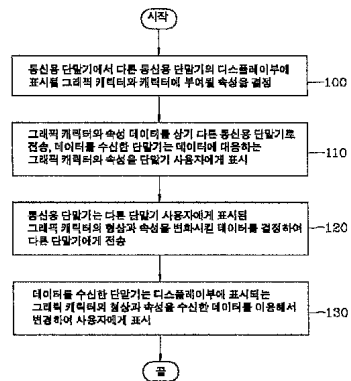 시작
통신용 단말기에서 다른 통신용 단말기의 디스플레이부에
표시될 그래픽 캐릭터와 캐릭터에 부여될 속성을 결정
100
그래픽 캐릭터와 속성 데이터를 상기 다른 통신용 단말기로
전송, 데이터를 수신한 단말기는 데이터에 대응하는
그래픽 캐릭터와 속성을 단말기 사용자에게 표시
110
통신용 단말기는 다른 단말기 사용자에게 표시된
그래픽 캐릭터의 형상과 속성을 변화시킬 데이터를 결정하여
다른 단말기에게 전송
120
데이터를 수신한 단말기는 디스플레이부에 표시되는
그래픽 캐릭터의 형상과 속성을 수신한 데이터를 이용해서
변경하여 사용자에게 표시
130
끝